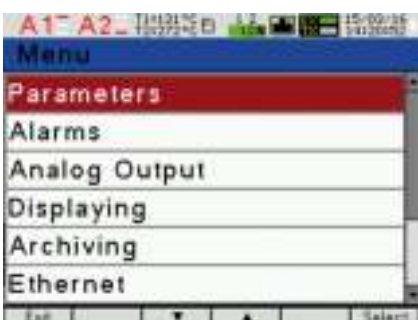 A1 A2
Menu
Parameters
Alarms
Analog Output
Displaying
Archiving
Ethernet
Exit ▼ ▲ Select